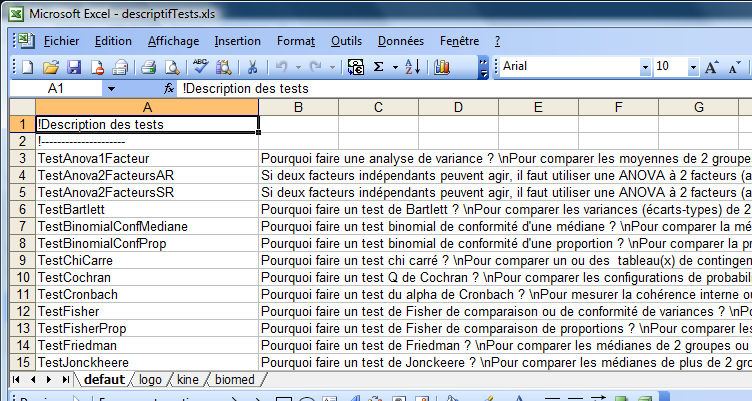 Microsoft Excel - descriptifTests.xls
Fichier Edition Affichage Insertion Format Outils Données Fenêtre ?
Arial 10
A1 fx !Description des tests
A B C D E F G
1 !Description des tests
2 !---------------------
3 TestAnova1Facteur Pourquoi faire une analyse de variance ? \nPour comparer les moyennes de 2 groupe
4 TestAnova2FacteursAR Si deux facteurs indépendants peuvent agir, il faut utiliser une ANOVA à 2 facteurs (a
5 TestAnova2FacteursSR Si deux facteurs indépendants peuvent agir, il faut utiliser une ANOVA à 2 facteurs (s
6 TestBartlett Pourquoi faire un test de Bartlett ? \nPour comparer les variances (écarts-types) de 2
7 TestBinomialConfMediane Pourquoi faire un test binomial de conformité d'une médiane ? \nPour comparer la mé
8 TestBinomialConfProp Pourquoi faire un test binomial de conformité d'une proportion ? \nPour comparer la pr
9 TestChiCarre Pourquoi faire un test chi carré ? \nPour comparer un ou des tableau(x) de contingen
10 TestCochran Pourquoi faire un test Q de Cochran ? \nPour comparer les configurations de probabil
11 TestCronbach Pourquoi faire un test du alpha de Cronbach ? \nPour mesurer la cohérence interne ou
12 TestFisher Pourquoi faire un test de Fisher de comparaison ou de conformité de variances ? \nP
13 TestFisherProp Pourquoi faire un test de Fisher de comparaison de proportions ? \nPour comparer les
14 TestFriedman Pourquoi faire un test de Friedman ? \nPour comparer les médianes de 2 groupes ou
15 TestJonckheere Pourquoi faire un test de Jonckeere ? \nPour comparer les médianes de plus de 2 gro
defaut logo kine biomed